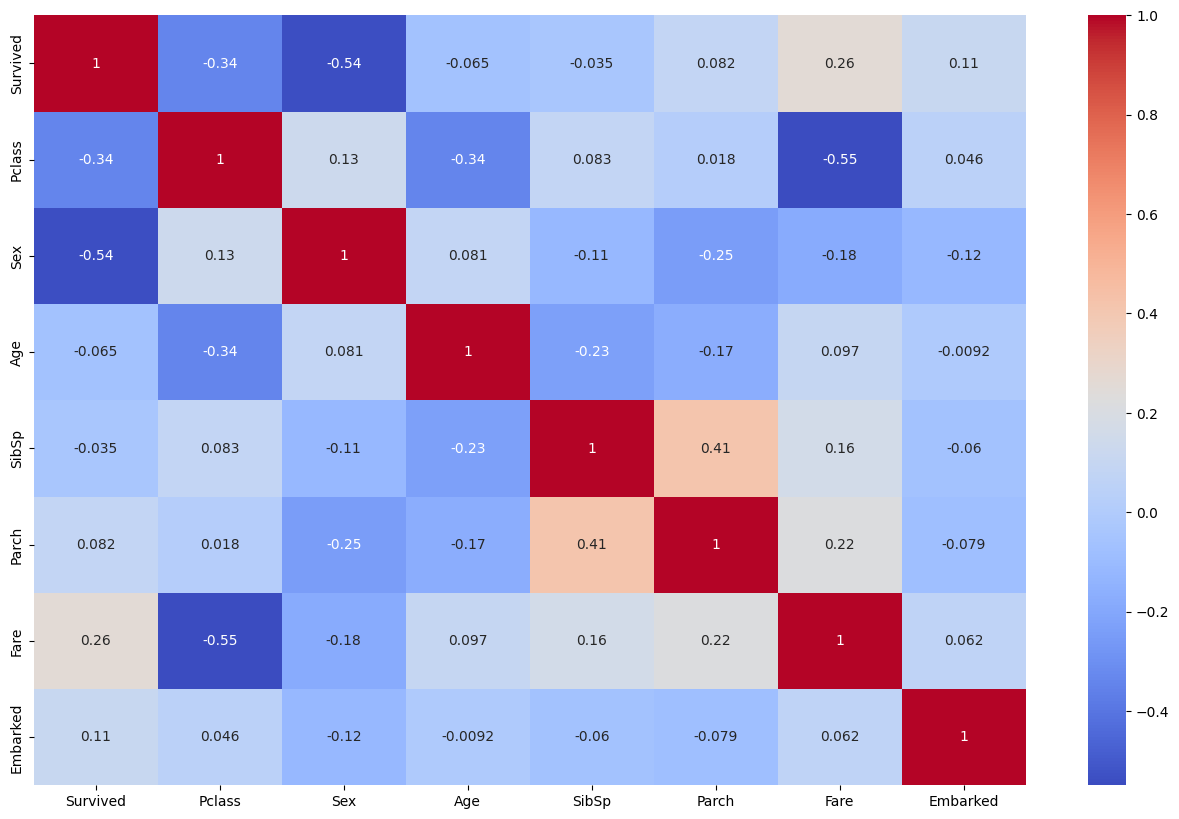 Survived 1 -0.34 -0.54 -0.065 -0.035 0.082 0.26 0.11
Pclass -0.34 1 0.13 -0.34 0.083 0.018 -0.55 0.046
Sex -0.54 0.13 1 0.081 -0.11 -0.25 -0.18 -0.12
Age -0.065 -0.34 0.081 1 -0.23 -0.17 0.097 -0.0092
SibSp -0.035 0.083 -0.11 -0.23 1 0.41 0.16 -0.06
Parch 0.082 0.018 -0.25 -0.17 0.41 1 0.22 -0.079
Fare 0.26 -0.55 -0.18 0.097 0.16 0.22 1 0.062
Embarked 0.11 0.046 -0.12 -0.0092 -0.06 -0.079 0.062 1
Survived Pclass Sex Age SibSp Parch Fare Embarked
1.0
0.8
0.6
0.4
0.2
0.0
−0.2
−0.4